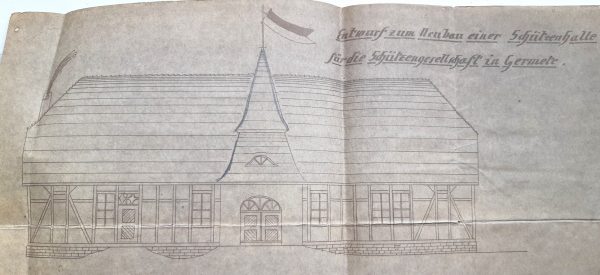 Entwurf zum Neubau einer Schützenhalle
für die Schützengesellschaft in Germete.